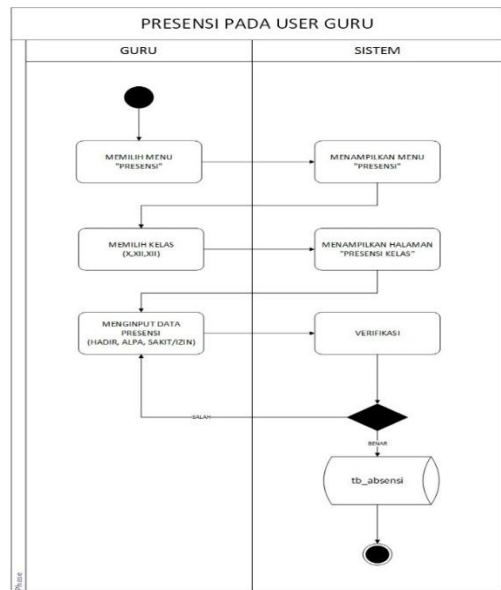 PRESENSI PADA USER GURU
GURU
SISTEM
MEMILIH MENU
"PRESENSI"
MENAMPILKAN MENU
"PRESENSI"
MEMILIH KELAS
(X,XII,XII)
MENAMPILKAN HALAMAN
"PRESENSI KELAS"
MENGINPUT DATA
PRESENSI
(HADIR, ALPA, SAKIT/IZIN)
VERIFIKASI
SALAH
BENAR
tb_absensi
Phase